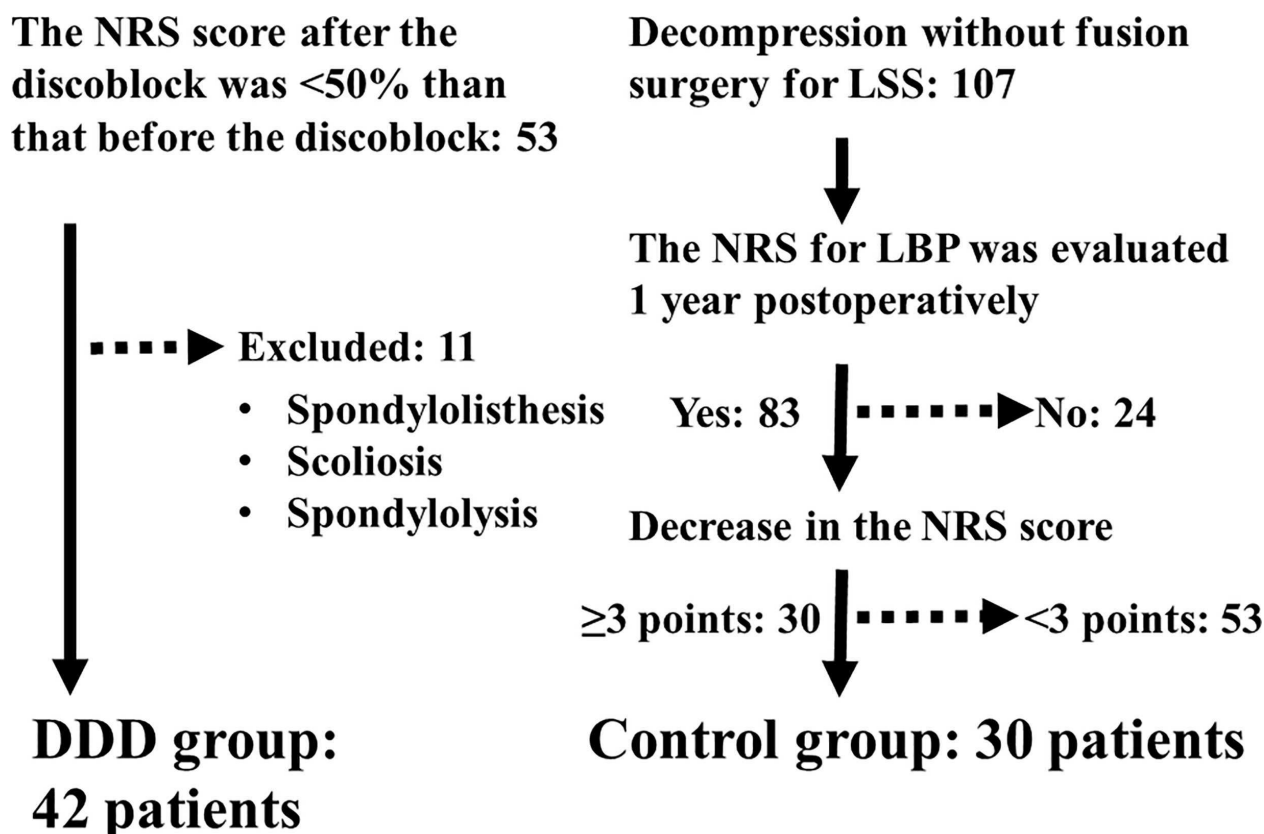 The NRS score after the
discoblock was <50% than
that before the discoblock: 53
Excluded: 11
• Spondylolisthesis
• Scoliosis
• Spondylolysis
DDD group:
42 patients
Decompression without fusion
surgery for LSS: 107
The NRS for LBP was evaluated
1 year postoperatively
Yes: 83
No: 24
Decrease in the NRS score
≥3 points: 30
<3 points: 53
Control group: 30 patients